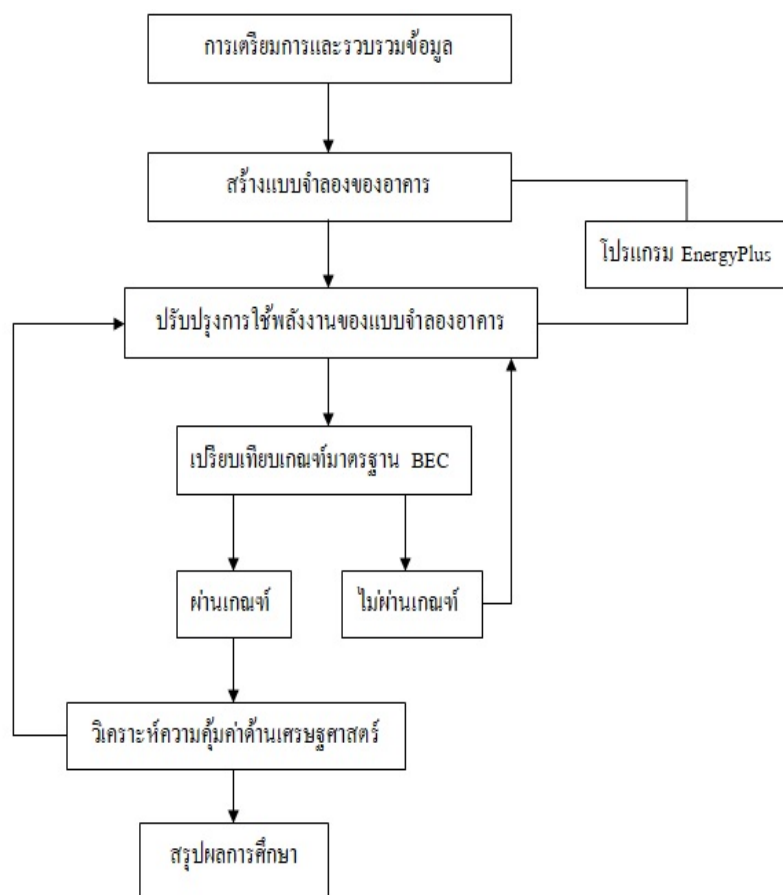 การเตรียมการและรวบรวมข้อมูล
สร้างแบบจำลองของอาคาร
โปรแกรม EnergyPlus
ปรับปรุงการใช้พลังงานของแบบจำลองอาคาร
เปรียบเทียบเกณฑ์มาตรฐาน BEC
ผ่านเกณฑ์
ไม่ผ่านเกณฑ์
วิเคราะห์ความคุ้มค่าด้านเศรษฐศาสตร์
สรุปผลการศึกษา